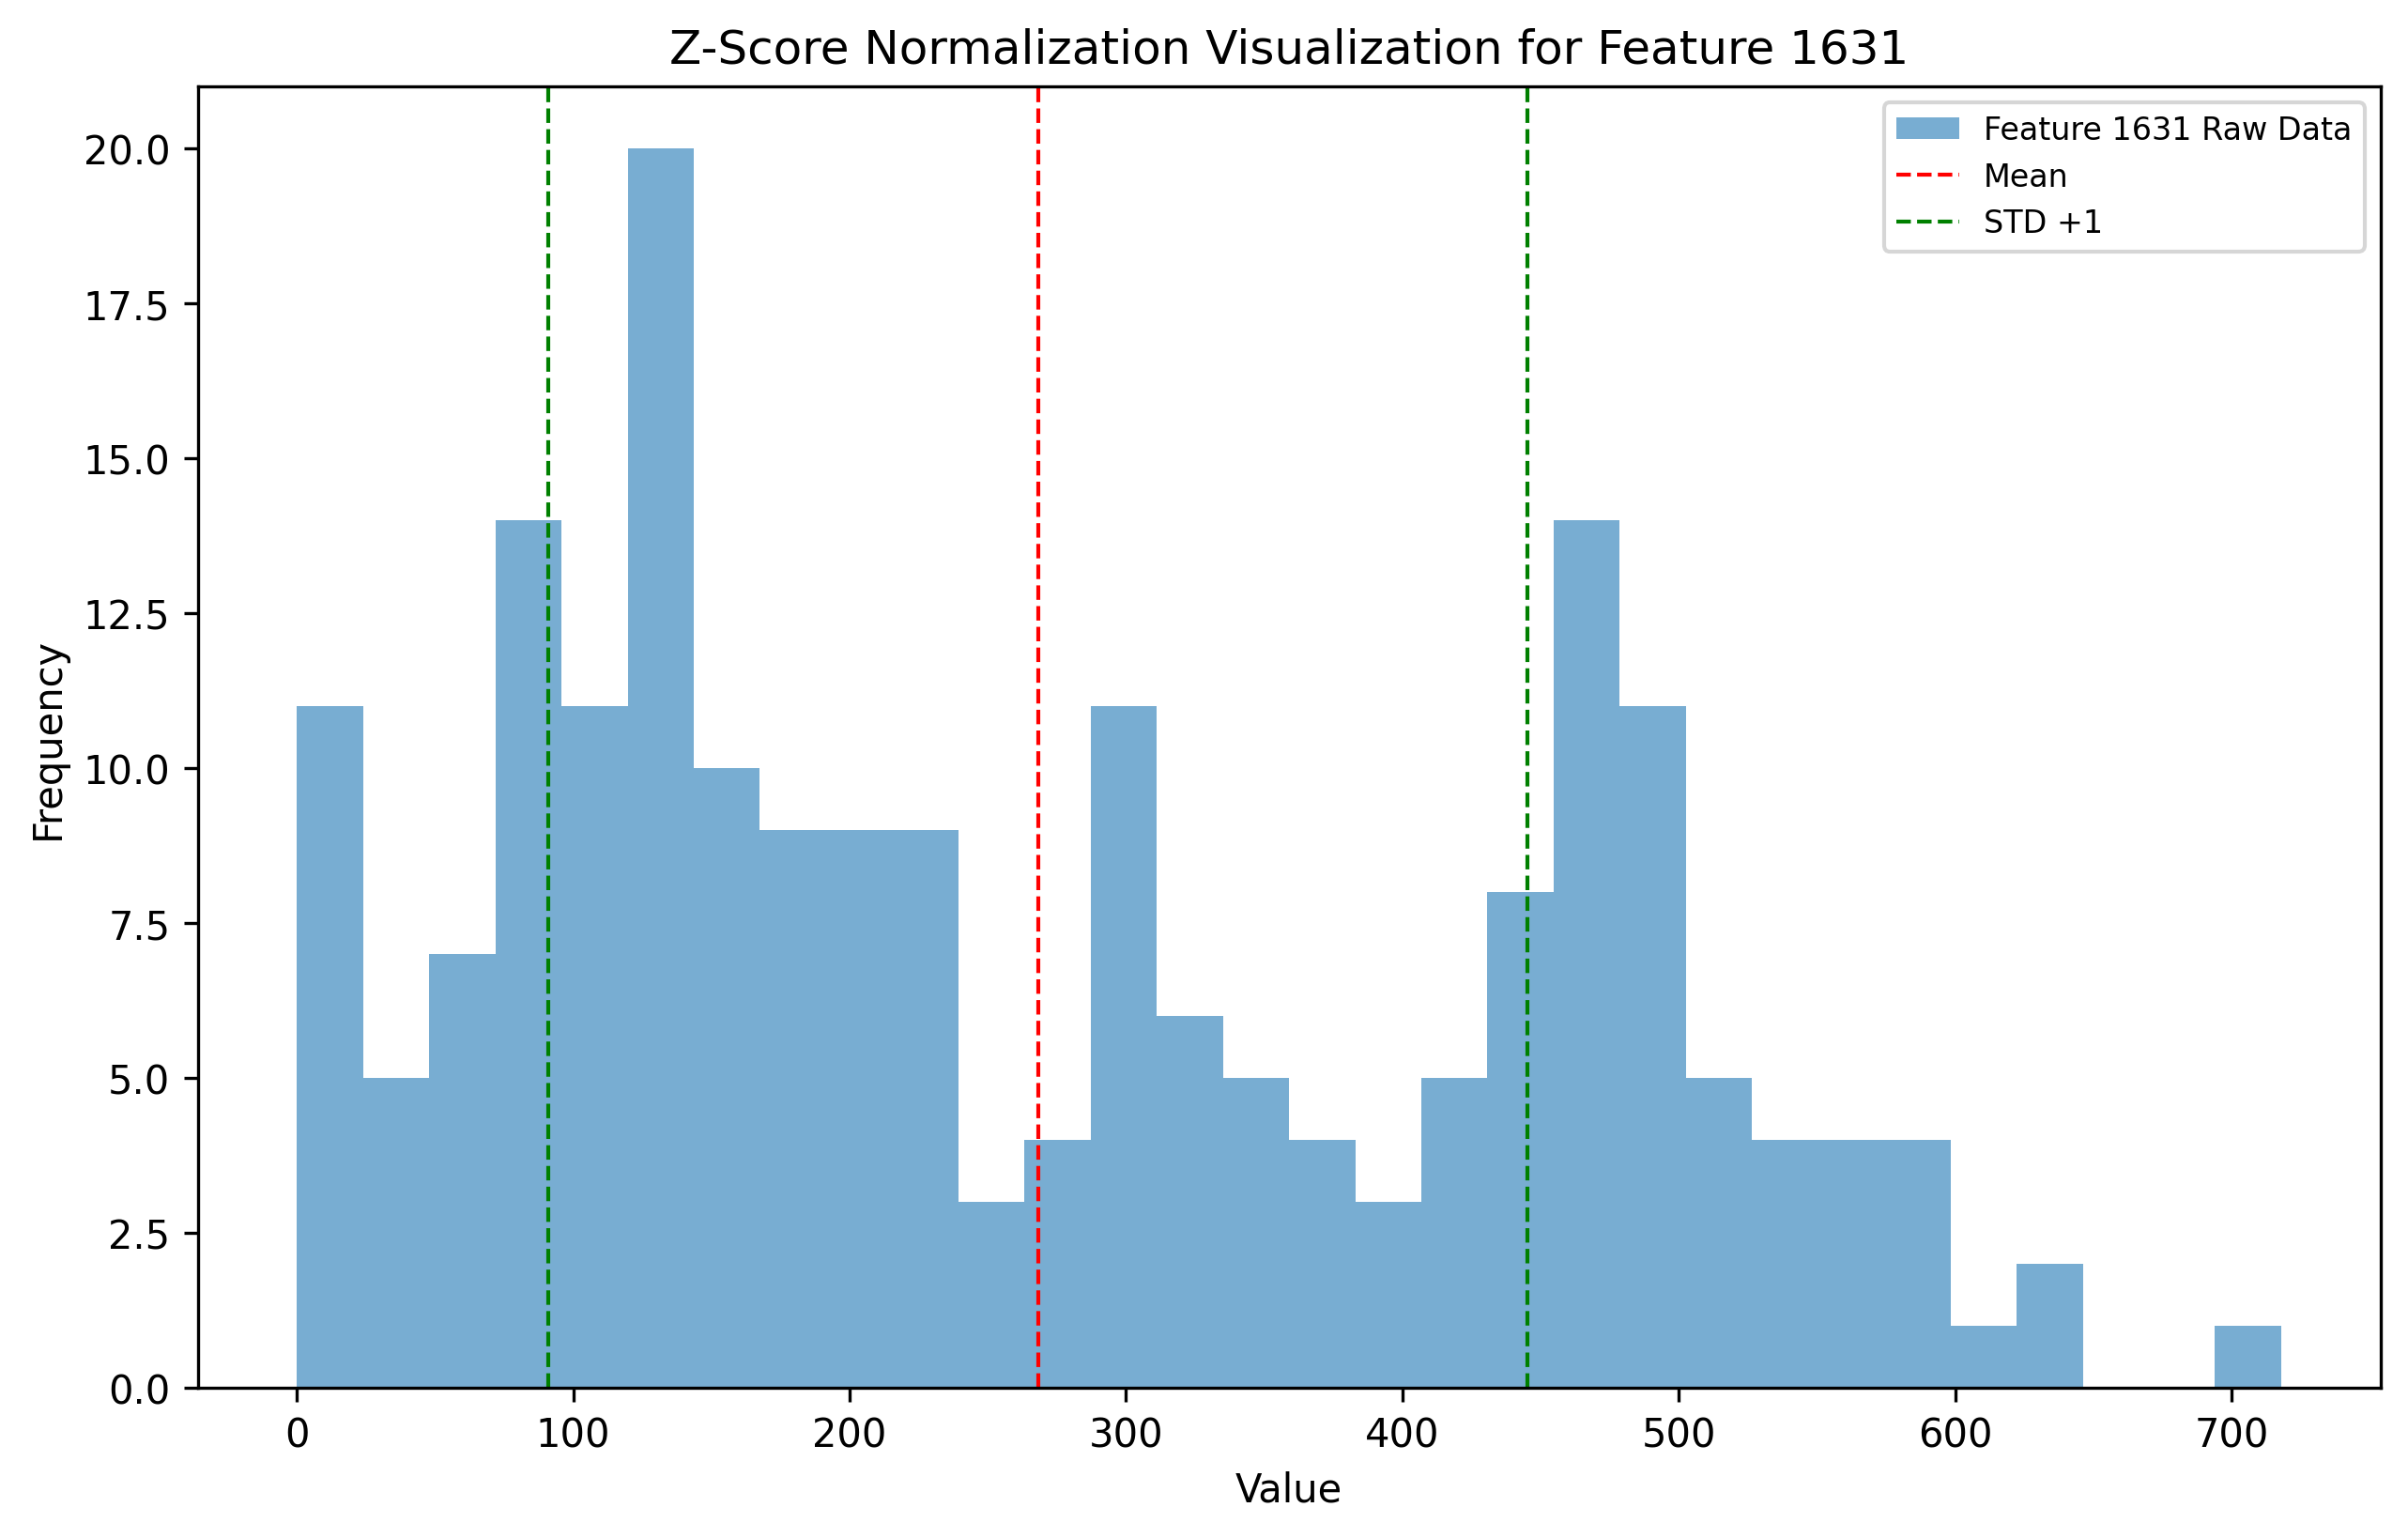 Z-Score Normalization Visualization for Feature 1631
Feature 1631 Raw Data
Mean
STD +1
Frequency
20.0
17.5
15.0
12.5
10.0
7.5
5.0
2.5
0.0
0 100 200 300 400 500 600 700
Value